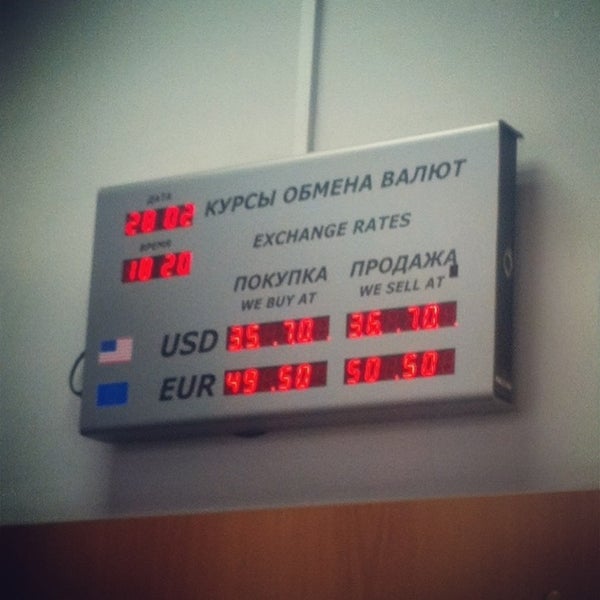 ДАТА
28 02
КУРСЫ ОБМЕНА ВАЛЮТ
ВРЕМЯ
18 20
EXCHANGE RATES
ПОКУПКА ПРОДАЖА
WE BUY AT WE SELL AT
USD 35.70 36.70
EUR 49.50 50.50